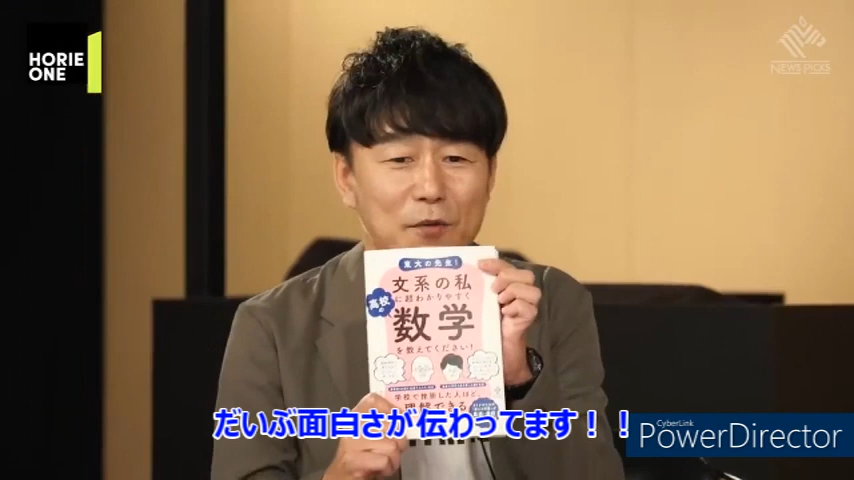 HORIE
ONE 1
NEWS PICKS
東大の先生!
文系の私
に超わかりやすく
高校の
数学
を教えてください!
学校で挫折した人ほど
理解できる
だいぶ面白さが伝わってます！！
CyberLink
PowerDirector